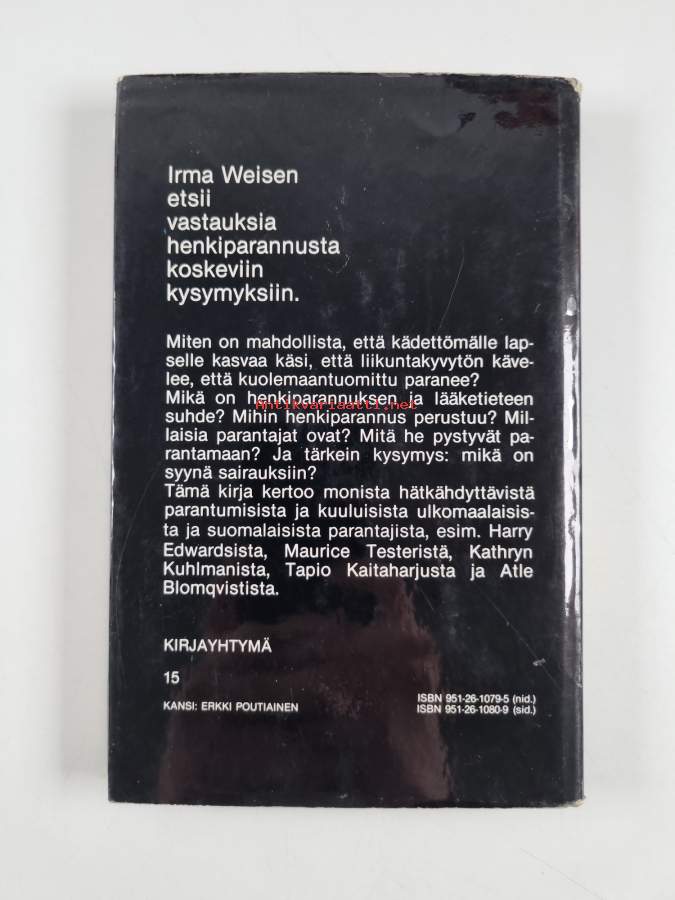 Irma Weisen
etsii
vastauksia
henkiparannusta
koskeviin
kysymyksiin.
Miten on mahdollista, että kädettömälle lap-
selle kasvaa käsi, että liikuntakyvytön käve-
lee, että kuolemaantuomittu paranee?
Mikä on henkiparannuksen ja lääketieteen
Antikvariaatti.net
suhde? Mihin henkiparannus perustuu? Mil-
laisia parantajat ovat? Mitä he pystyvät pa-
rantamaan? Ja tärkein kysymys: mikä on
syynä sairauksiin?
Tämä kirja kertoo monista hätkähdyttävistä
parantumisista ja kuuluisista ulkomaalaisis-
ta ja suomalaisista parantajista, esim. Harry
Edwardsista, Maurice Testeristä, Kathryn
Kuhlmanista, Tapio Kaitaharjusta ja Atle
Blomqvistista.
KIRJAYHTYMÄ
15
KANSI: ERKKI POUTIAINEN
ISBN 951-26-1079-5 (nid.)
ISBN 951-26-1080-9 (sid.)